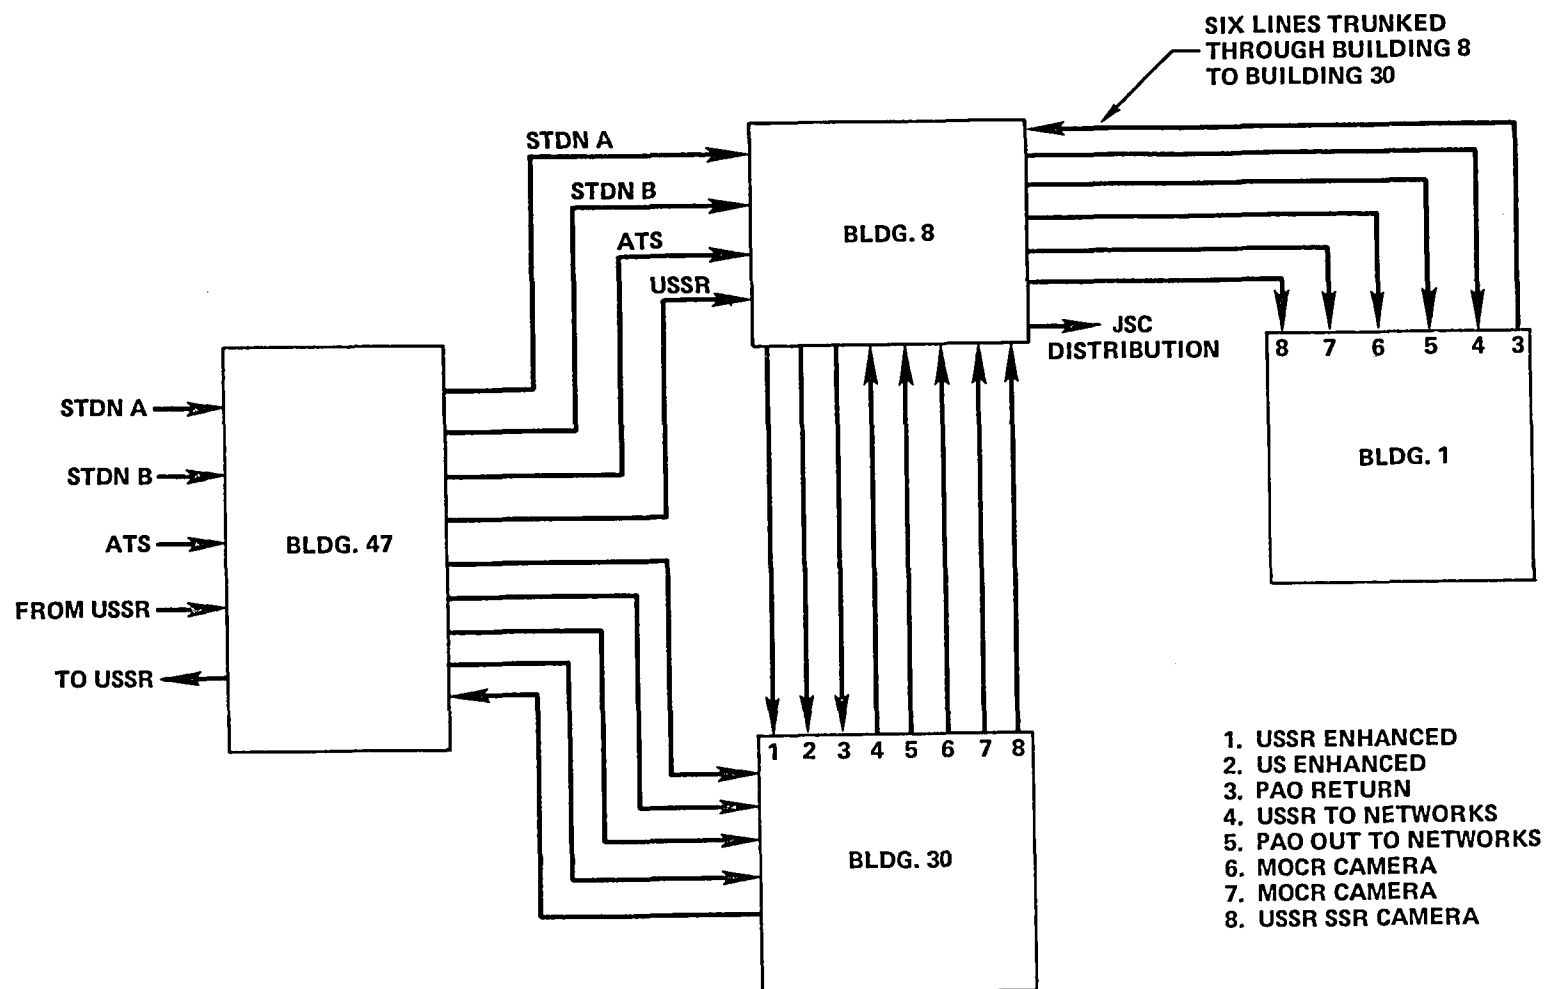 SIX LINES TRUNKED
THROUGH BUILDING 8
TO BUILDING 30
STDN A
STDN B
ATS
USSR
BLDG. 8
JSC
DISTRIBUTION
8 7 6 5 4 3
BLDG. 1
STDN A
STDN B
ATS
FROM USSR
TO USSR
BLDG. 47
1 2 3 4 5 6 7 8
BLDG. 30
1. USSR ENHANCED
2. US ENHANCED
3. PAO RETURN
4. USSR TO NETWORKS
5. PAO OUT TO NETWORKS
6. MOCR CAMERA
7. MOCR CAMERA
8. USSR SSR CAMERA